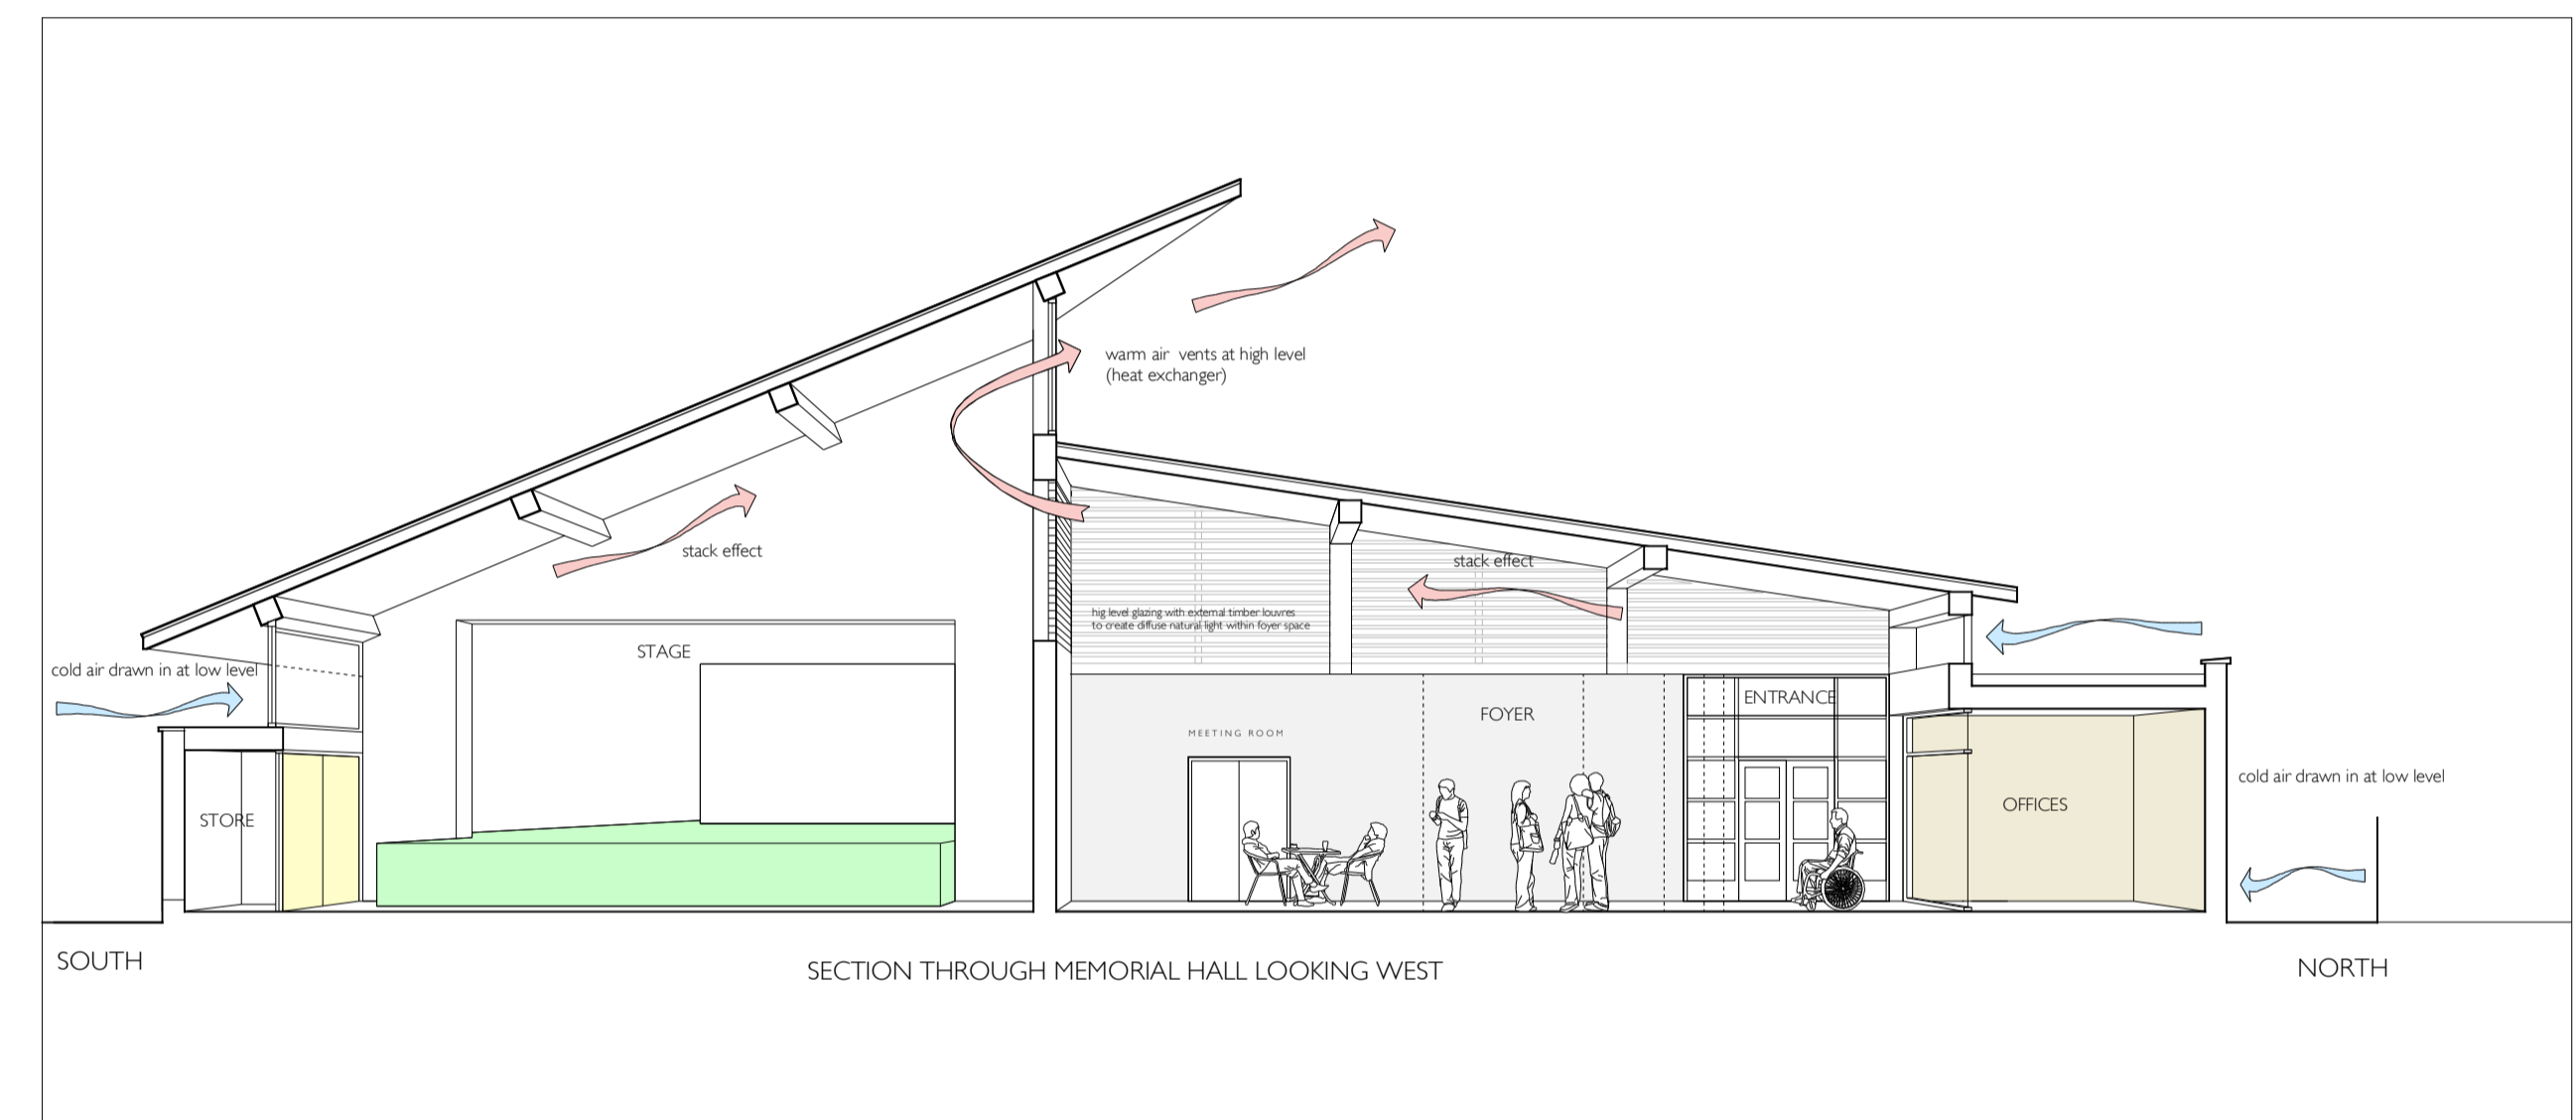 warm air vents at high level
(heat exchanger)
stack effect
stack effect
hig level glazing with external timber louvres
to create diffuse natural light within foyer space
cold air drawn in at low level
STAGE
ENTRANCE
FOYER
MEETING ROOM
cold air drawn in at low level
OFFICES
STORE
SOUTH
SECTION THROUGH MEMORIAL HALL LOOKING WEST
NORTH